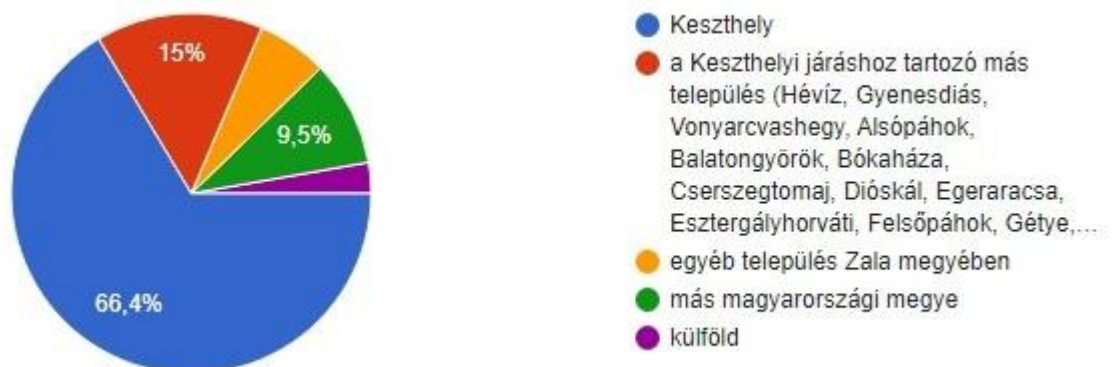 15%
9,5%
66,4%
Keszthely
a Keszthelyi járáshoz tartozó más
település (Hévíz, Gyenesdiás,
Vonyarcvashegy, Alsópáhok,
Balatongyörök, Bókaháza,
Cserszegtomaj, Dióskál, Egeraracsa,
Esztergályhorváti, Felsőpáhok, Gétye,...
egyéb település Zala megyében
más magyarországi megye
külföld